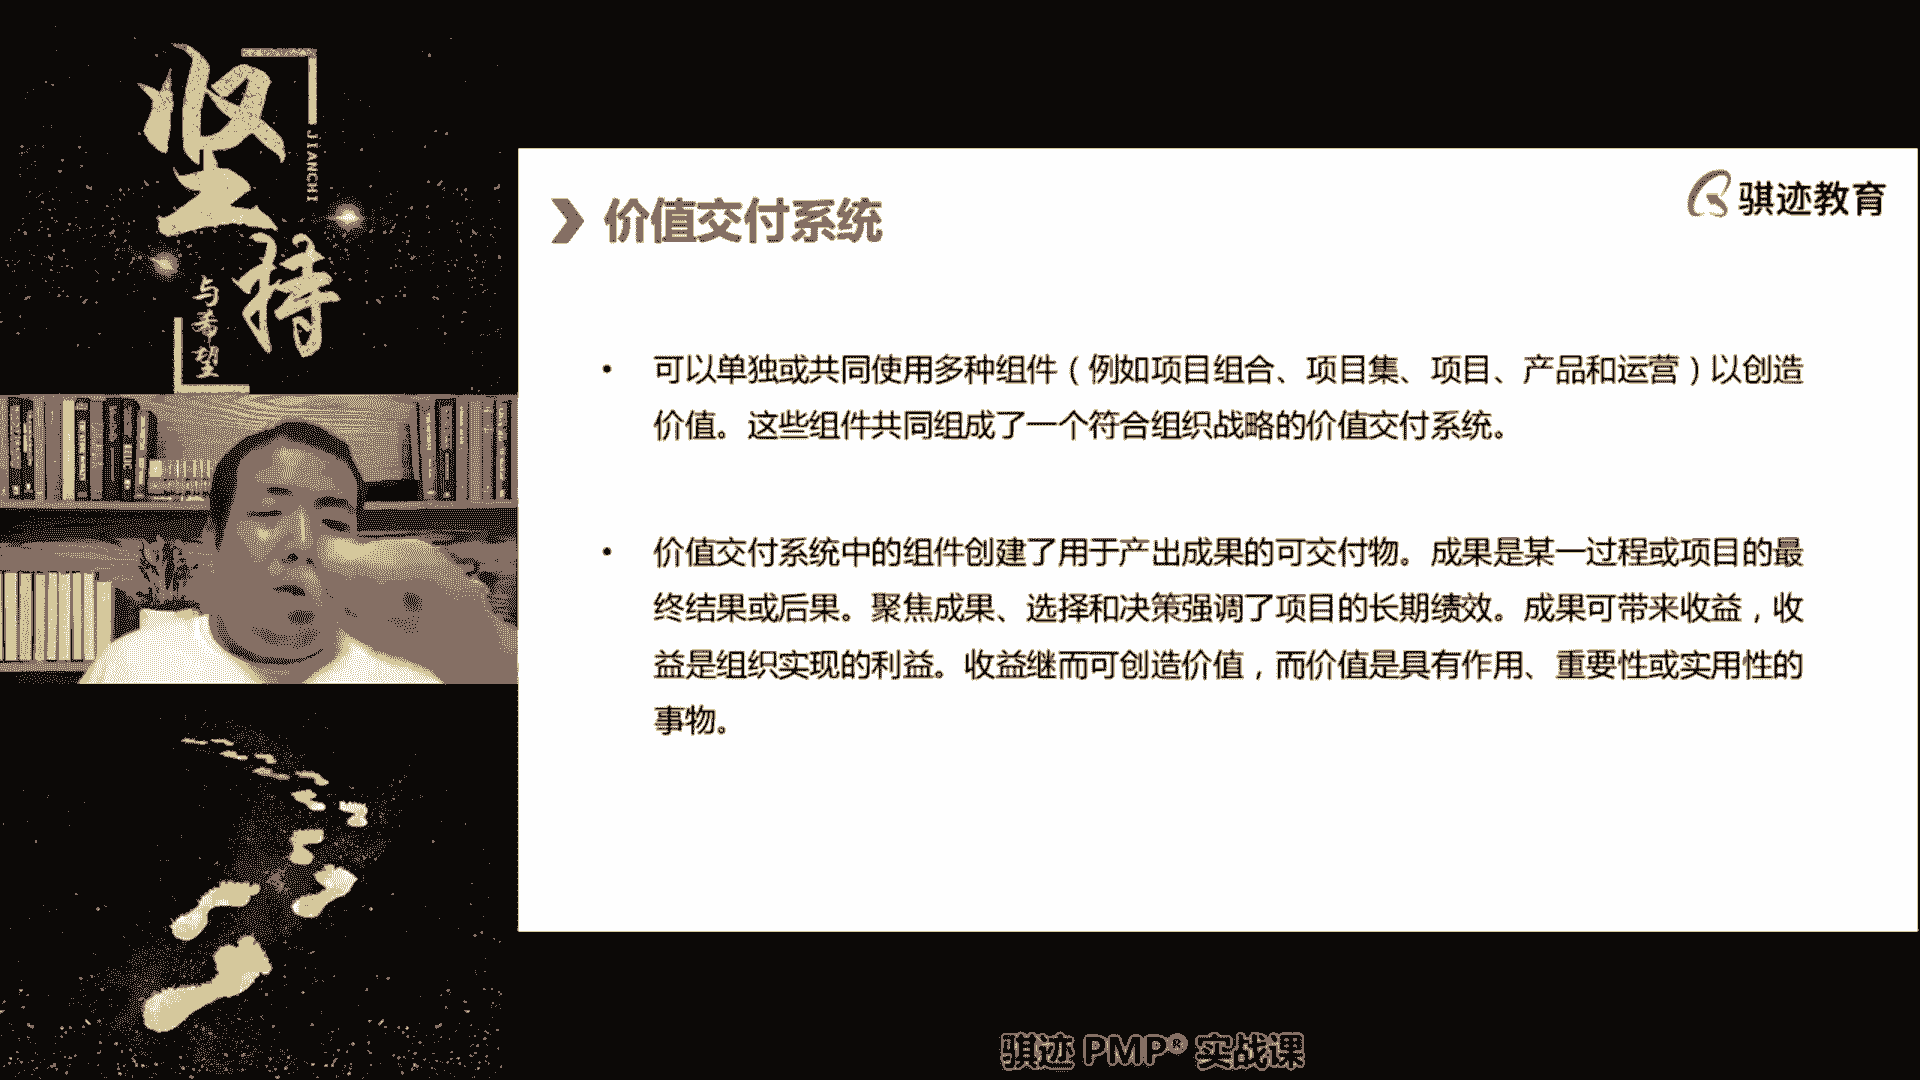 坚持
JIANCHI
与希望
骐迹教育
价值交付系统
• 可以单独或共同使用多种组件（例如项目组合、项目集、项目、产品和运营）以创造
价值。这些组件共同组成了一个符合组织战略的价值交付系统。
• 价值交付系统中的组件创建了用于产出成果的可交付物。成果是某一过程或项目的最
终结果或后果。聚焦成果、选择和决策强调了项目的长期绩效。成果可带来收益，收
益是组织实现的利益。收益继而可创造价值，而价值是具有作用、重要性或实用性的
事物。
骐迹 PMP® 实战课